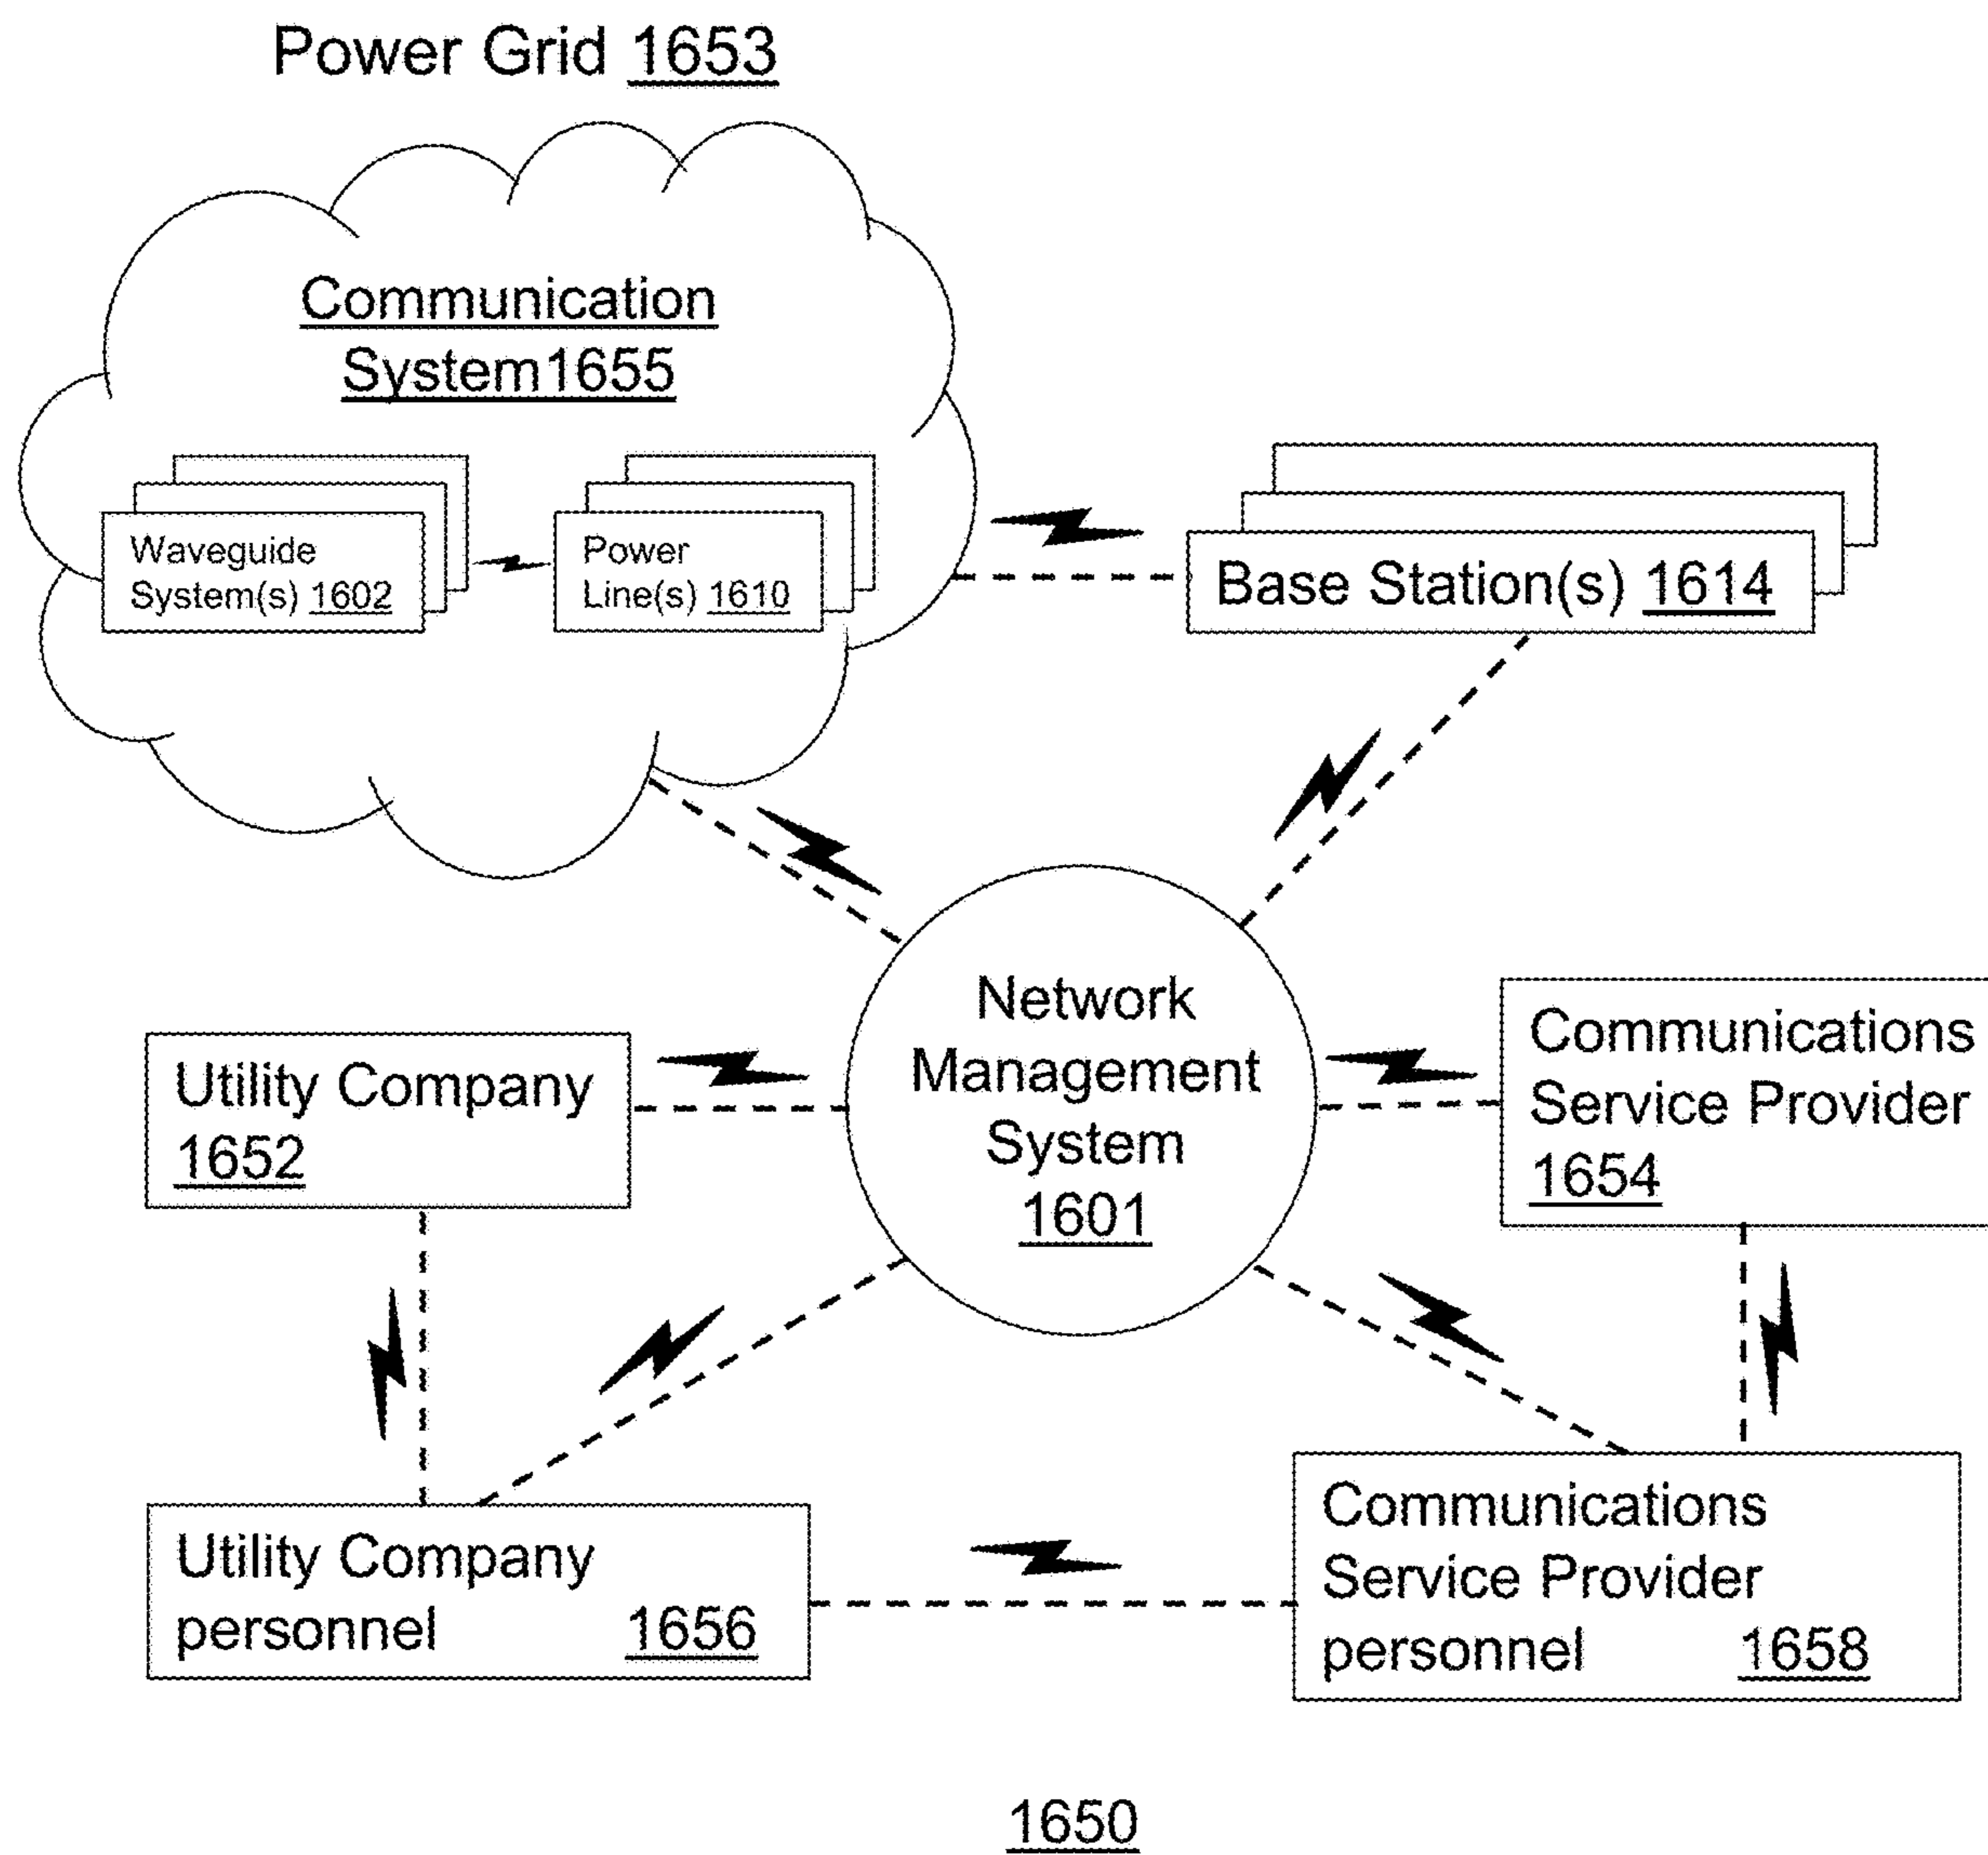 Power Grid 1653
Communication
System1655
Waveguide
System(s) 1602
Power
Line(s) 1610
Base Station(s) 1614
Network
Management
System
1601
Utility Company
1652
Communications
Service Provider
1654
Utility Company
personnel 1656
Communications
Service Provider
personnel 1658
1650